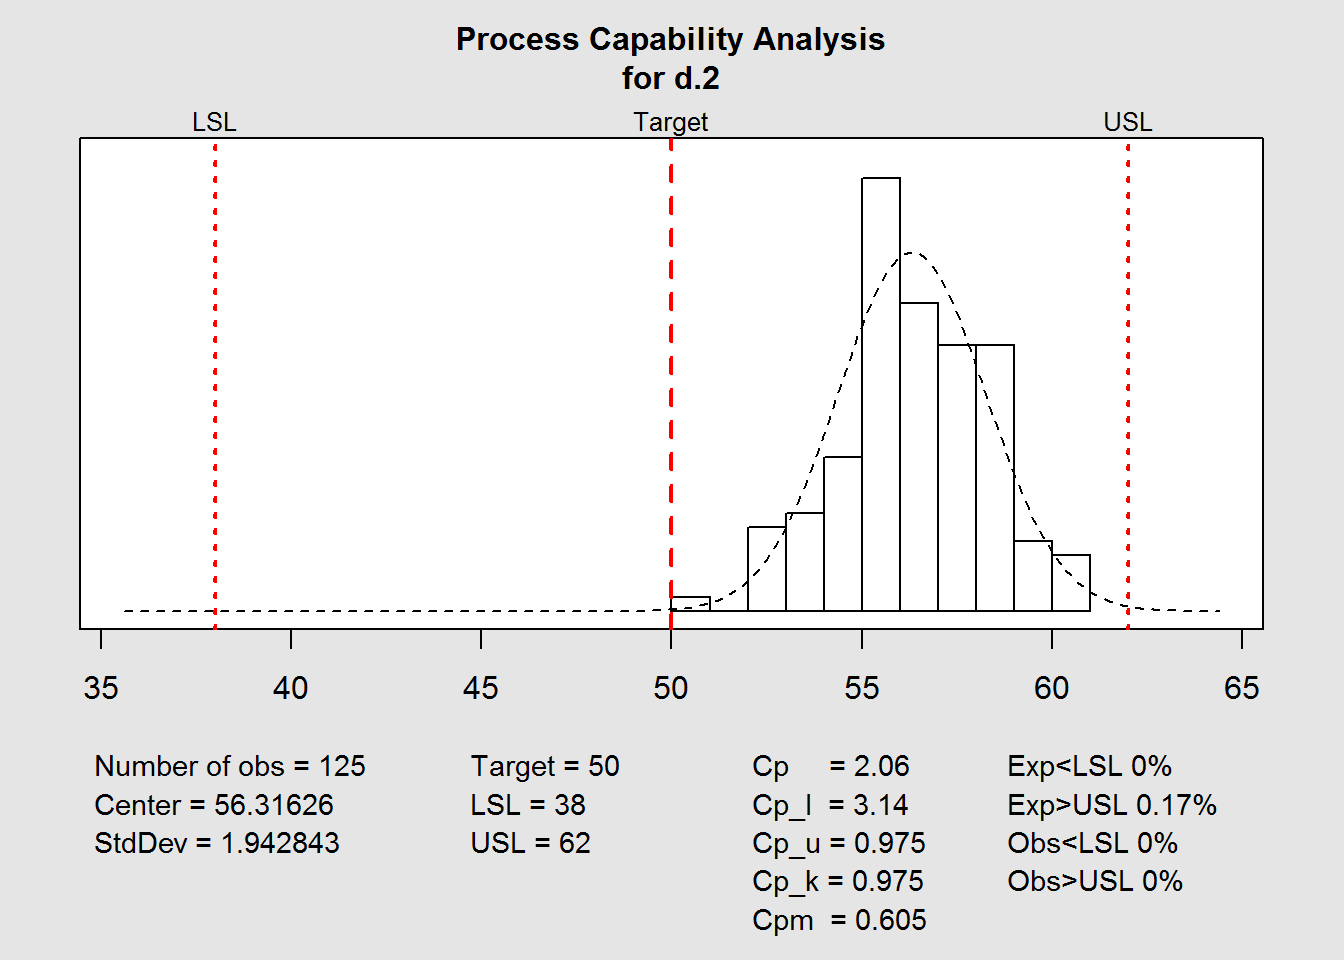 Process Capability Analysis
for d.2
LSL Target USL
35 40 45 50 55 60 65
Number of obs = 125 Target = 50 Cp = 2.06 Exp<LSL 0%
Center = 56.31626 LSL = 38 Cp_l = 3.14 Exp>USL 0.17%
StdDev = 1.942843 USL = 62 Cp_u = 0.975 Obs<LSL 0%
Cp_k = 0.975 Obs>USL 0%
Cpm = 0.605